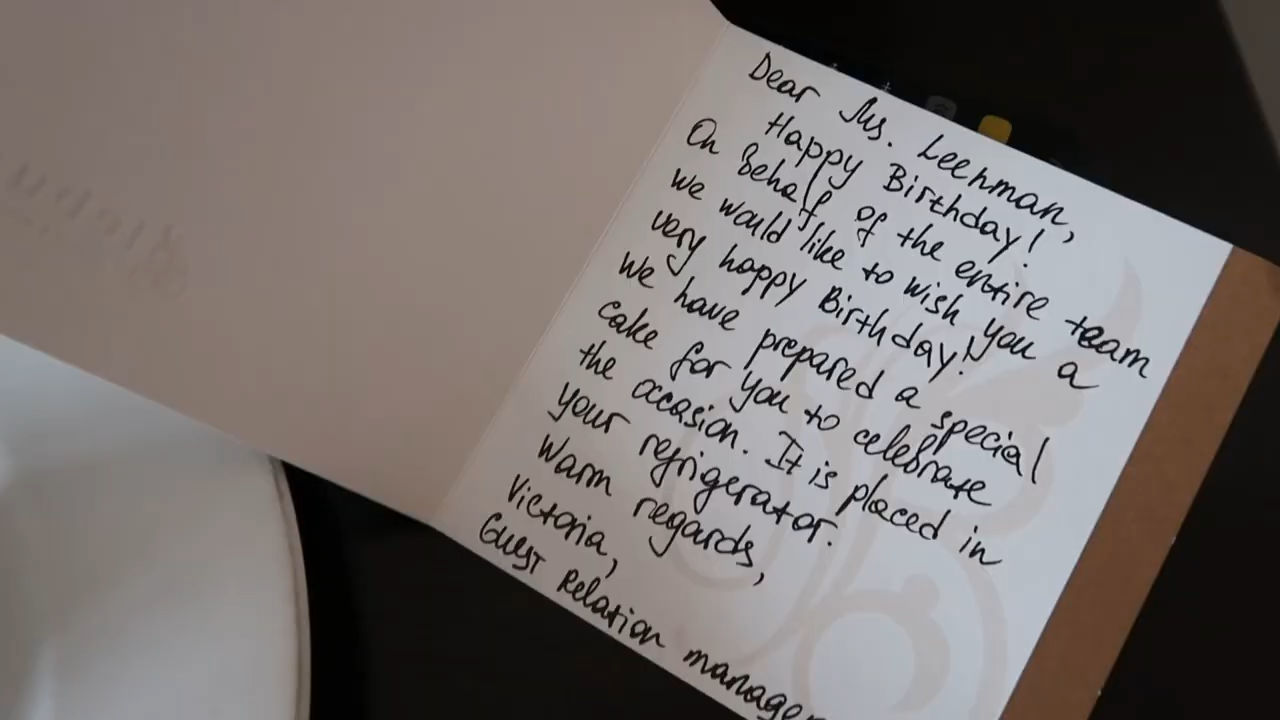 Dear Ms. Leenman,
Happy Birthday!
On Behalf of the entire team
we would like to wish you a
very happy Birthday!
We have prepared a special
cake for you to celebrate
the occasion. It is placed in
your refrigerator.
Warm regards,
Victoria,
Guest Relation manager